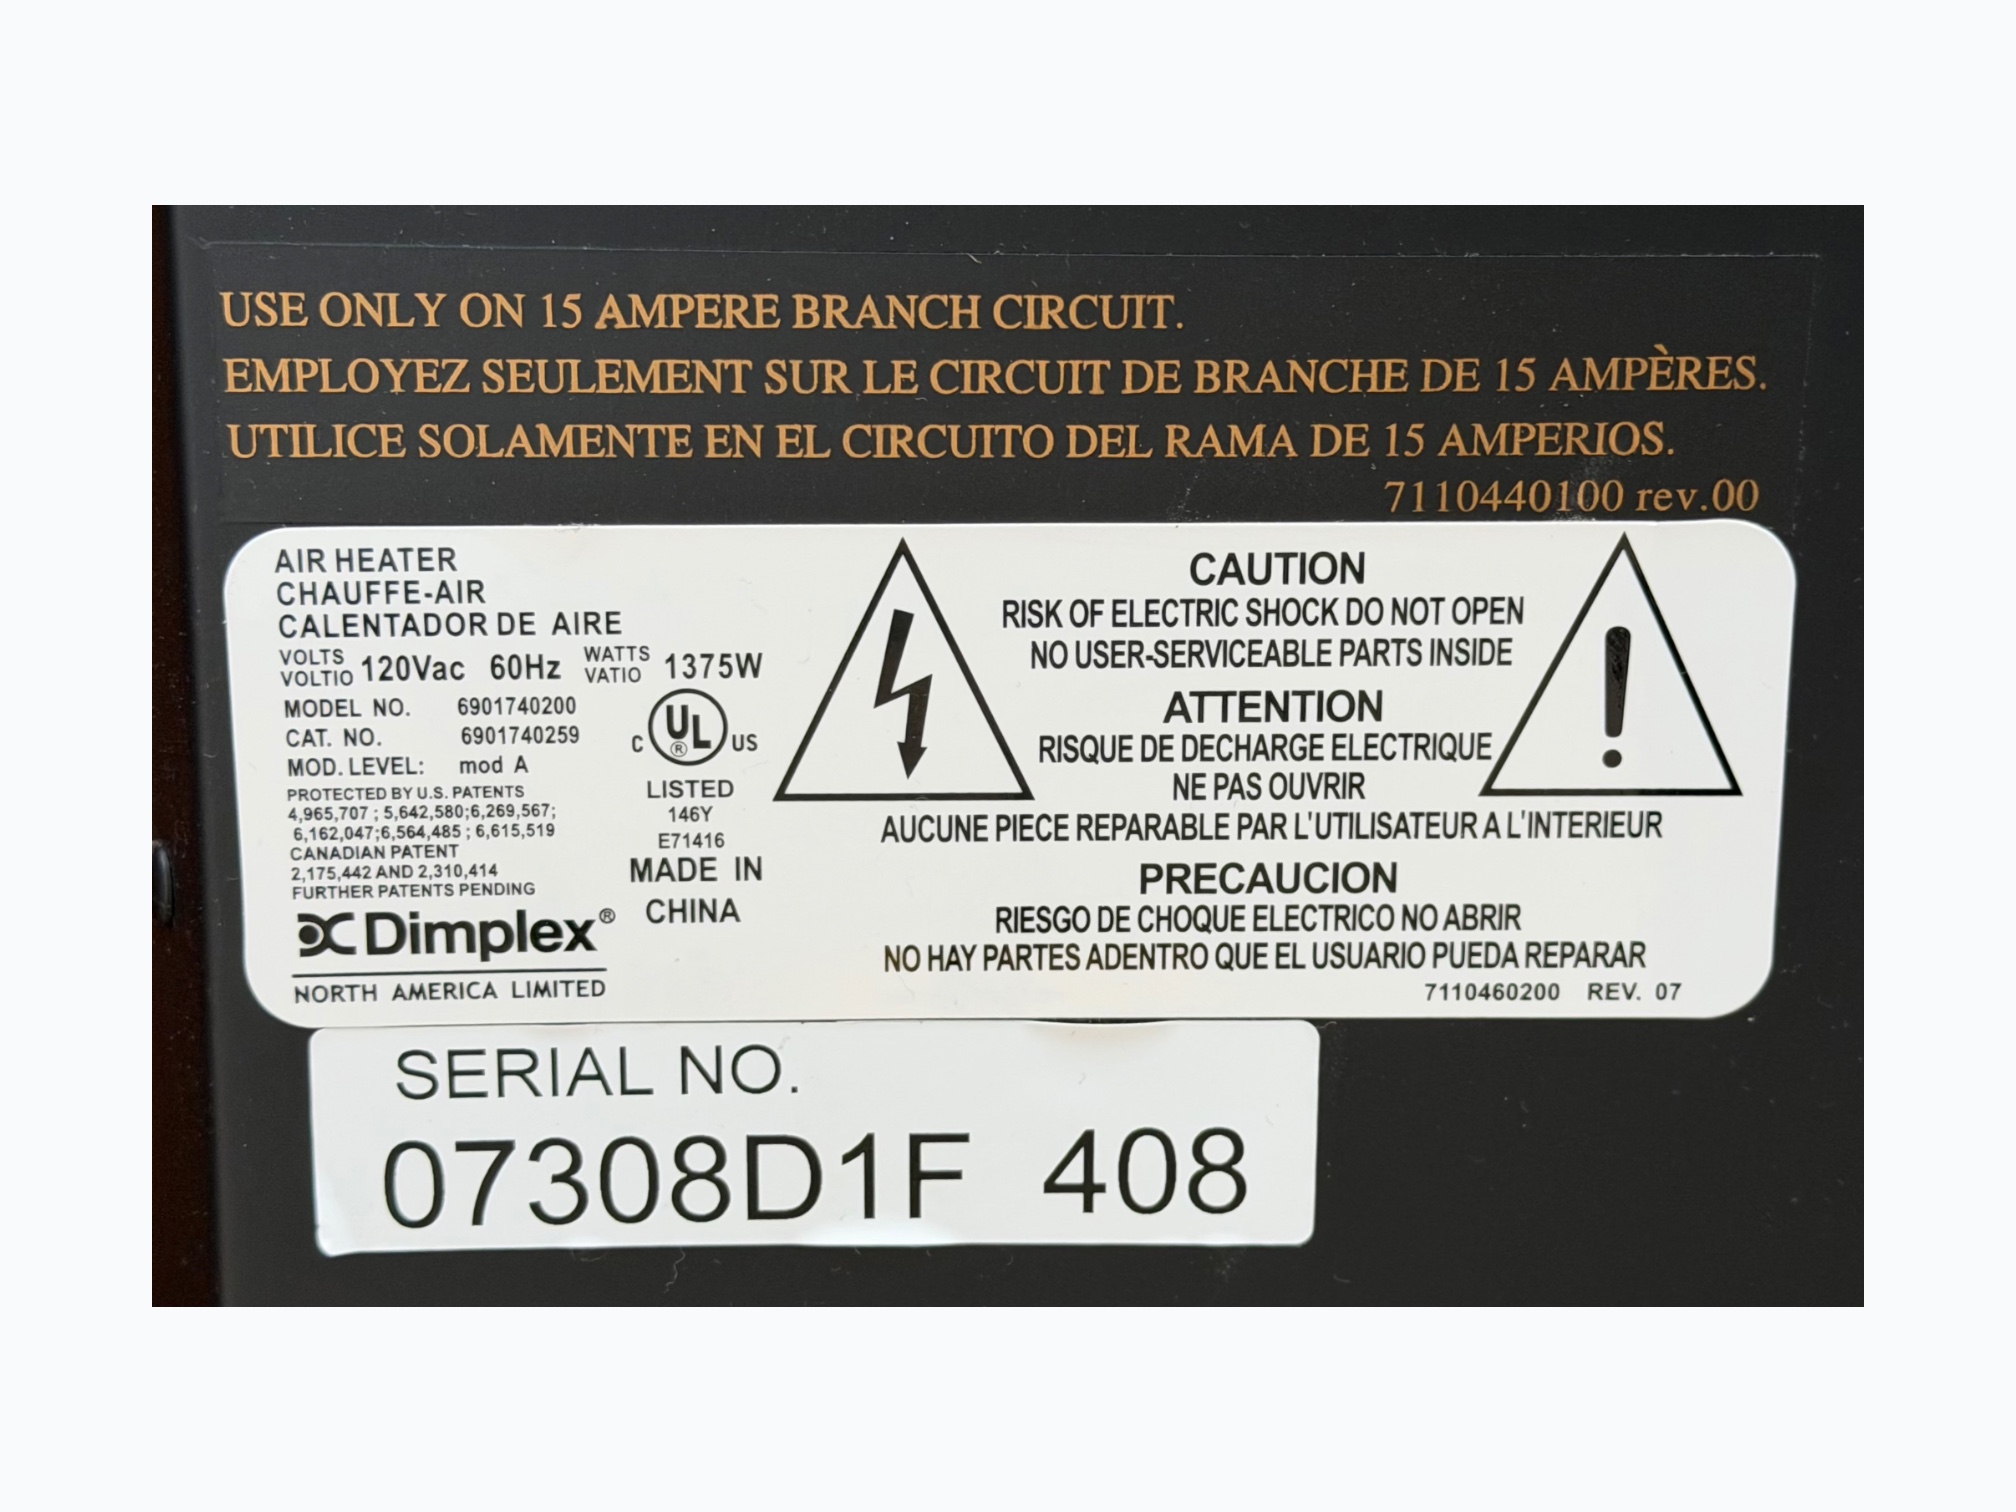 USE ONLY ON 15 AMPERE BRANCH CIRCUIT.
EMPLOYEZ SEULEMENT SUR LE CIRCUIT DE BRANCHE DE 15 AMPÈRES.
UTILICE SOLAMENTE EN EL CIRCUITO DEL RAMA DE 15 AMPERIOS.
7110440100 rev.00
AIR HEATER
CHAUFFE-AIR
CALENTADOR DE AIRE
VOLTS
VOLTIO 120Vac 60Hz WATTS
VATIO 1375W
MODEL NO. 6901740200
CAT. NO. 6901740259
MOD. LEVEL: mod A
PROTECTED BY U.S. PATENTS
4,965,707 ; 5,642,580;6,269,567;
6,162,047;6,564,485 ; 6,615,519
CANADIAN PATENT
2,175,442 AND 2,310,414
FURTHER PATENTS PENDING
Dimplex®
NORTH AMERICA LIMITED
C UL® US
LISTED
146Y
E71416
MADE IN
CHINA
CAUTION
RISK OF ELECTRIC SHOCK DO NOT OPEN
NO USER-SERVICEABLE PARTS INSIDE
ATTENTION
RISQUE DE DECHARGE ELECTRIQUE
NE PAS OUVRIR
AUCUNE PIECE REPARABLE PAR L'UTILISATEUR A L'INTERIEUR
PRECAUCION
RIESGO DE CHOQUE ELECTRICO NO ABRIR
NO HAY PARTES ADENTRO QUE EL USUARIO PUEDA REPARAR
7110460200 REV. 07
SERIAL NO.
07308D1F 408